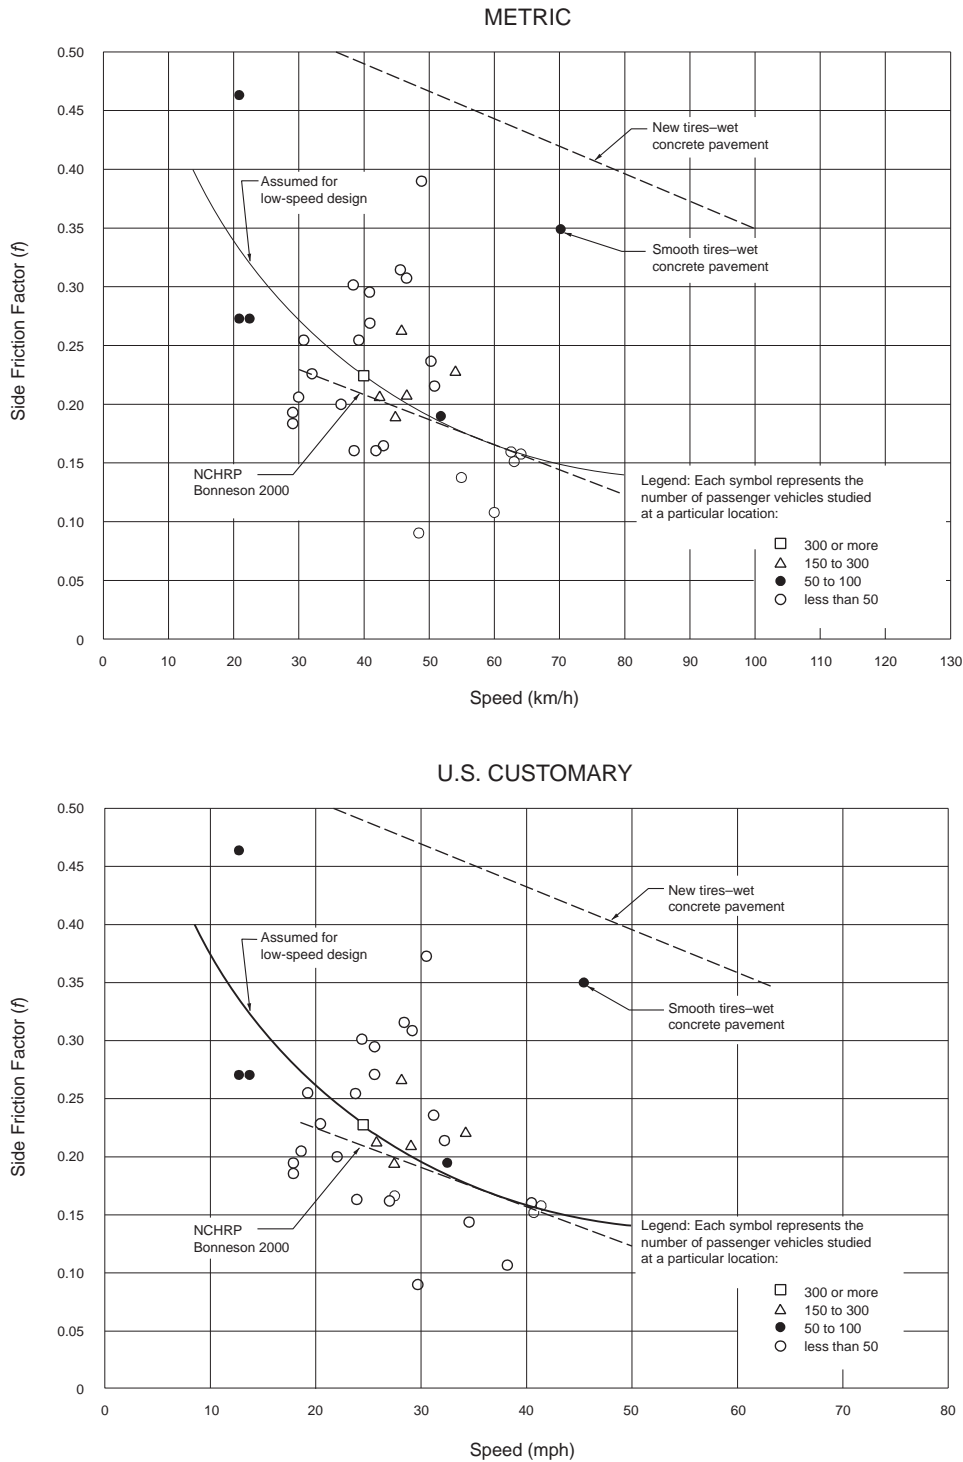 METRIC
0.50
0.45
0.40
0.35
0.30
0.25
0.20
0.15
0.10
0.05
0
Side Friction Factor (f)
New tires–wet
concrete pavement
Assumed for
low-speed design
Smooth tires–wet
concrete pavement
NCHRP
Bonneson 2000
Legend: Each symbol represents the
number of passenger vehicles studied
at a particular location:
300 or more
150 to 300
50 to 100
less than 50
0 10 20 30 40 50 60 70 80 90 100 110 120 130
Speed (km/h)
U.S. CUSTOMARY
0.50
0.45
0.40
0.35
0.30
0.25
0.20
0.15
0.10
0.05
0
Side Friction Factor (f)
New tires–wet
concrete pavement
Assumed for
low-speed design
Smooth tires–wet
concrete pavement
NCHRP
Bonneson 2000
Legend: Each symbol represents the
number of passenger vehicles studied
at a particular location:
300 or more
150 to 300
50 to 100
less than 50
0 10 20 30 40 50 60 70 80
Speed (mph)